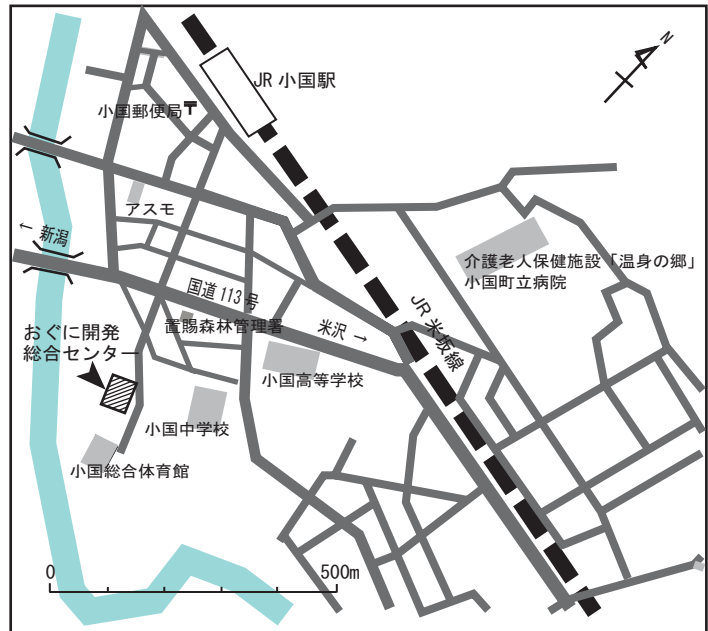 N
JR 小国駅
小国郵便局〒
アスモ
← 新潟
介護老人保健施設「温身の郷」
小国町立病院
国道 113 号
JR 米坂線
置賜森林管理署
米沢 →
おぐに開発
総合センター
小国高等学校
小国中学校
小国総合体育館
0
500m